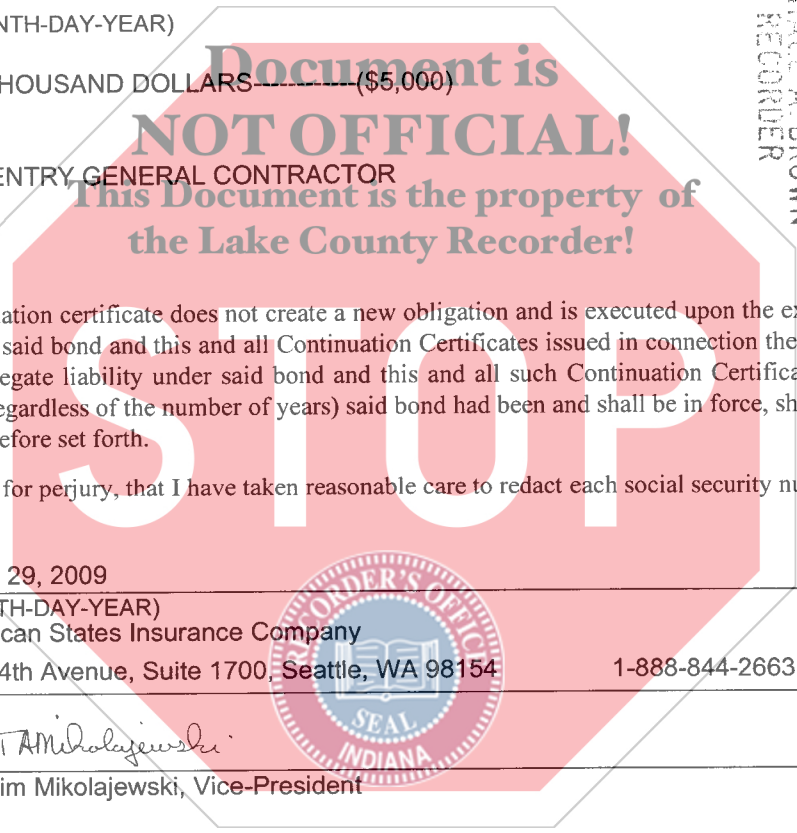 NTH-DAY-YEAR)
HOUSAND DOLLARS------------($5,000)
Document is
NOT OFFICIAL!
ENTRY GENERAL CONTRACTOR
This Document is the property of
the Lake County Recorder!
RECORDER
ation certificate does not create a new obligation and is executed upon the ex
said bond and this and all Continuation Certificates issued in connection the
egate liability under said bond and this and all such Continuation Certifica
egardless of the number of years) said bond had been and shall be in force, sh
efore set forth.
STOP
for perjury, that I have taken reasonable care to redact each social security nu
29, 2009
TH-DAY-YEAR)
can States Insurance Company
4th Avenue, Suite 1700, Seattle, WA 98154 1-888-844-2663
RECORDER'S OFFICE
SEAL
INDIANA
TAMikolajewski
im Mikolajewski, Vice-President